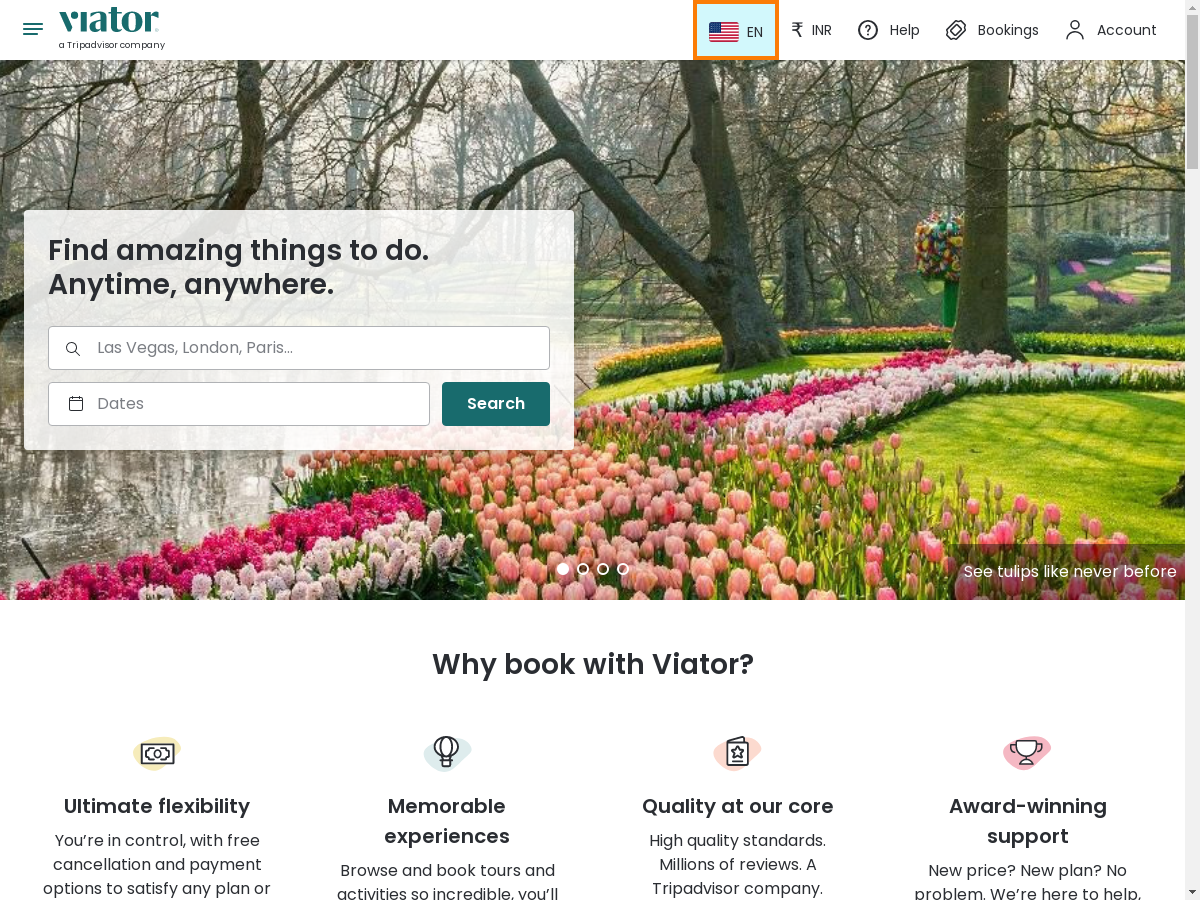 viator
a Tripadvisor company
EN
₹ INR
Help
Bookings
Account
Find amazing things to do.
Anytime, anywhere.
Las Vegas, London, Paris...
Dates
Search
See tulips like never before
Why book with Viator?
Ultimate flexibility
You’re in control, with free
cancellation and payment
options to satisfy any plan or
Memorable
experiences
Browse and book tours and
activities so incredible, you’ll
Quality at our core
High quality standards.
Millions of reviews. A
Tripadvisor company.
Award-winning
support
New price? New plan? No
problem. We’re here to help,